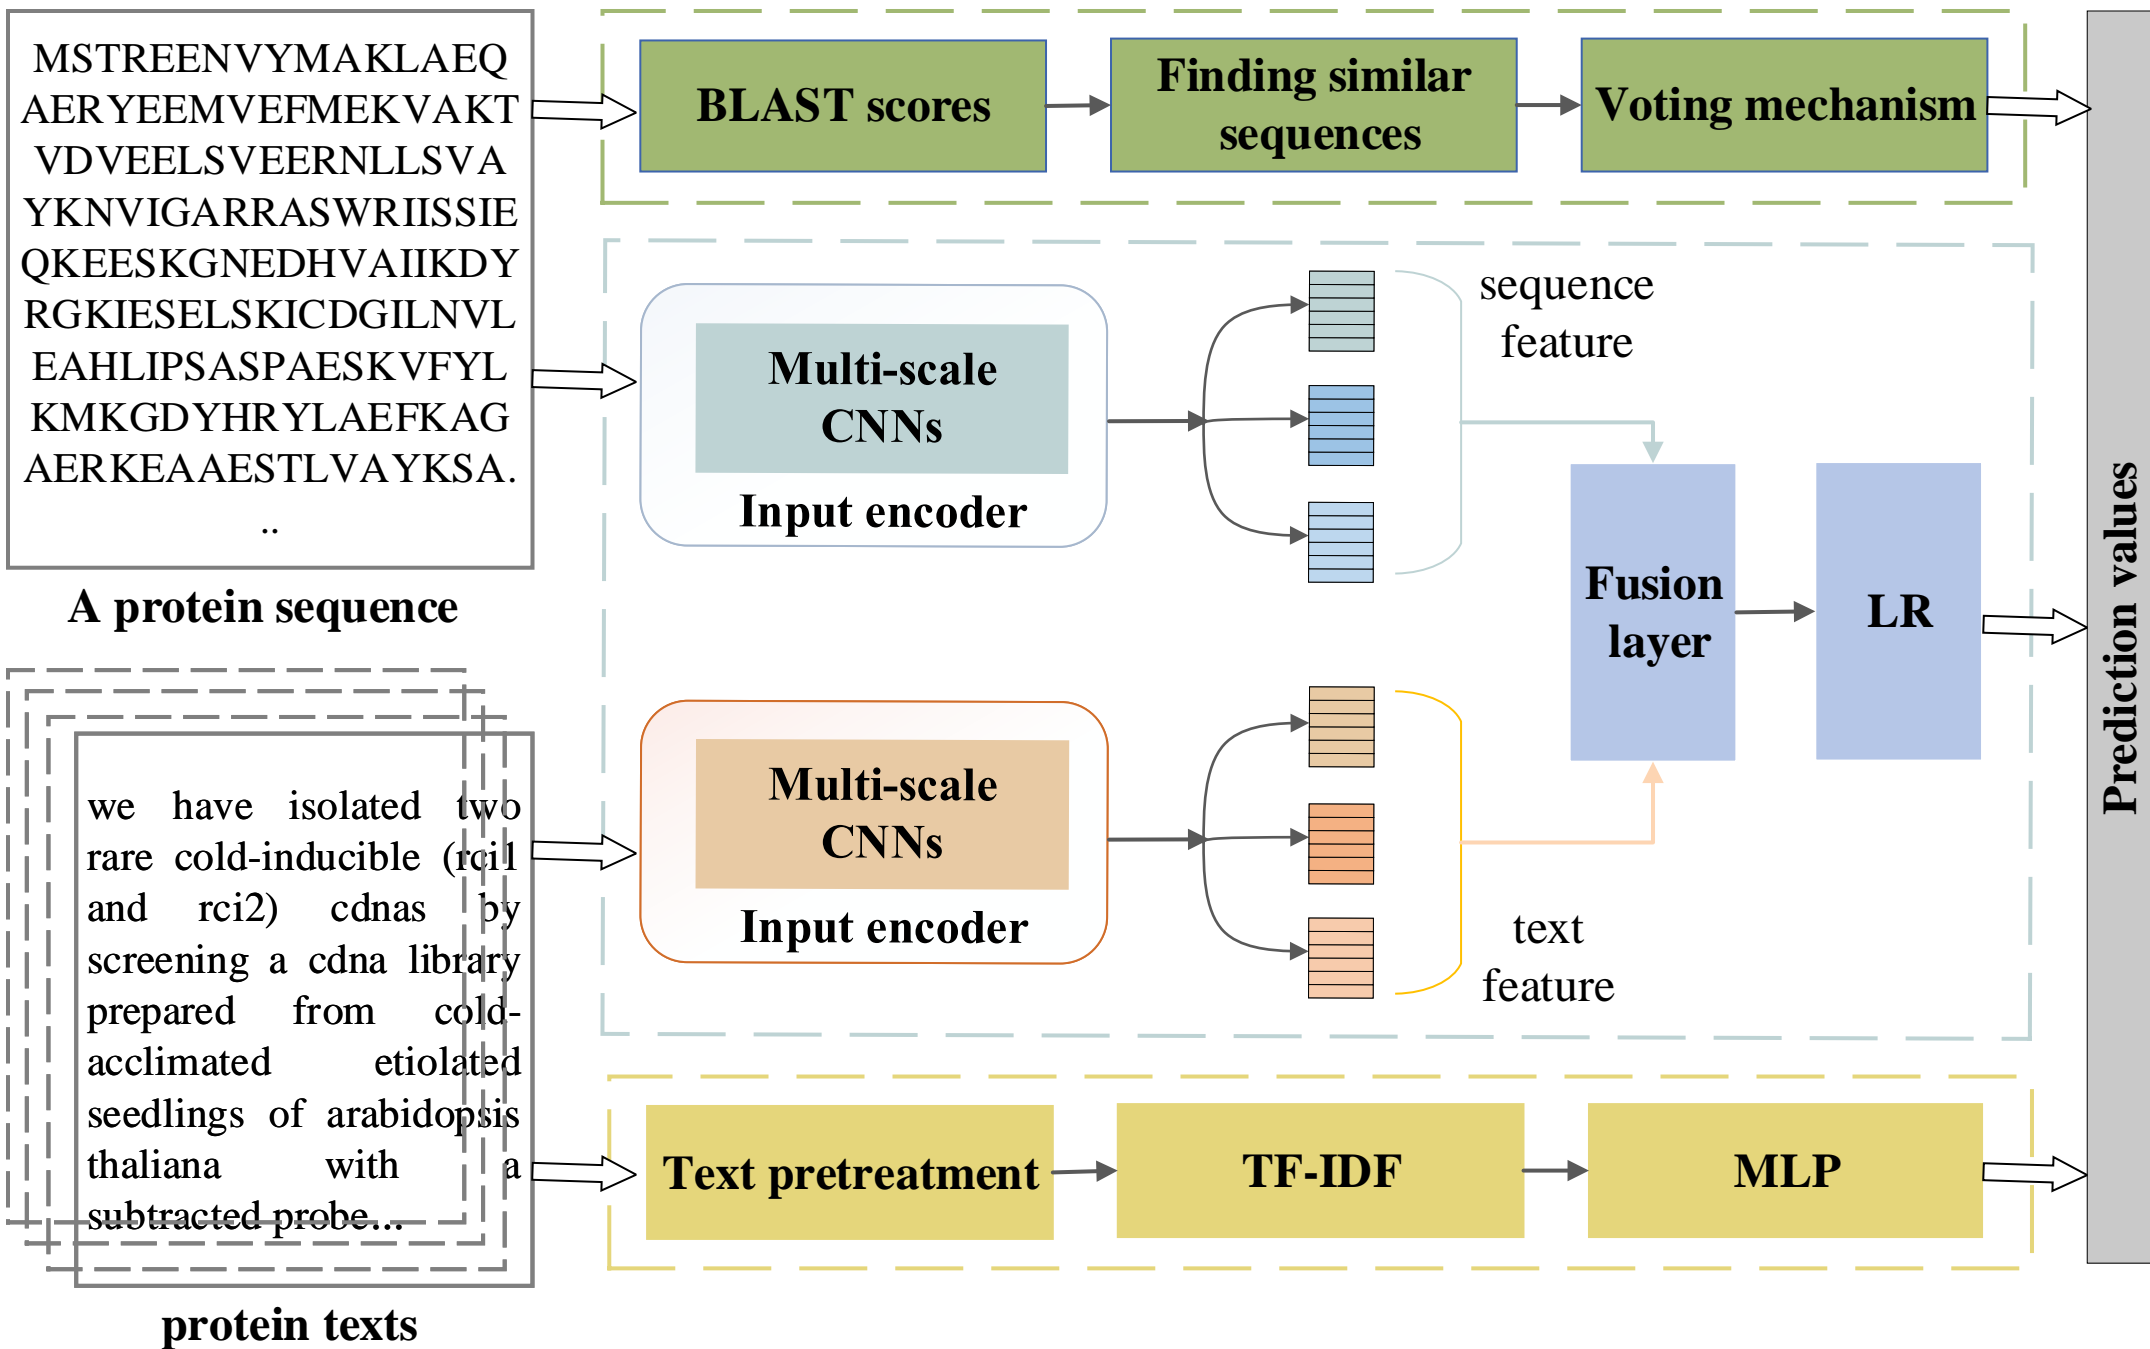 MSTREENVYMAKLAEQ
AERYEEMVEFMEKVAKT
VDVEELSVEERNLLSVA
YKNVIGARRASWRIISSIE
QKEESKGNEDHVAIIKDY
RGKIESELSKICDGILNVL
EAHLIPSASPAESKVFYL
KMKGDYHRYLAEFKAG
AERKEAAESTLVAYKSA.
..
A protein sequence
we have isolated two
rare cold-inducible (rci1
and rci2) cdnas by
screening a cdna library
prepared from cold-
acclimated etiolated
seedlings of arabidopsis
thaliana with a
subtracted probe...
protein texts
BLAST scores
Finding similar
sequences
Voting mechanism
Multi-scale
CNNs
Input encoder
sequence
feature
Multi-scale
CNNs
Input encoder
text
feature
Fusion
layer
LR
Text pretreatment
TF-IDF
MLP
Prediction values